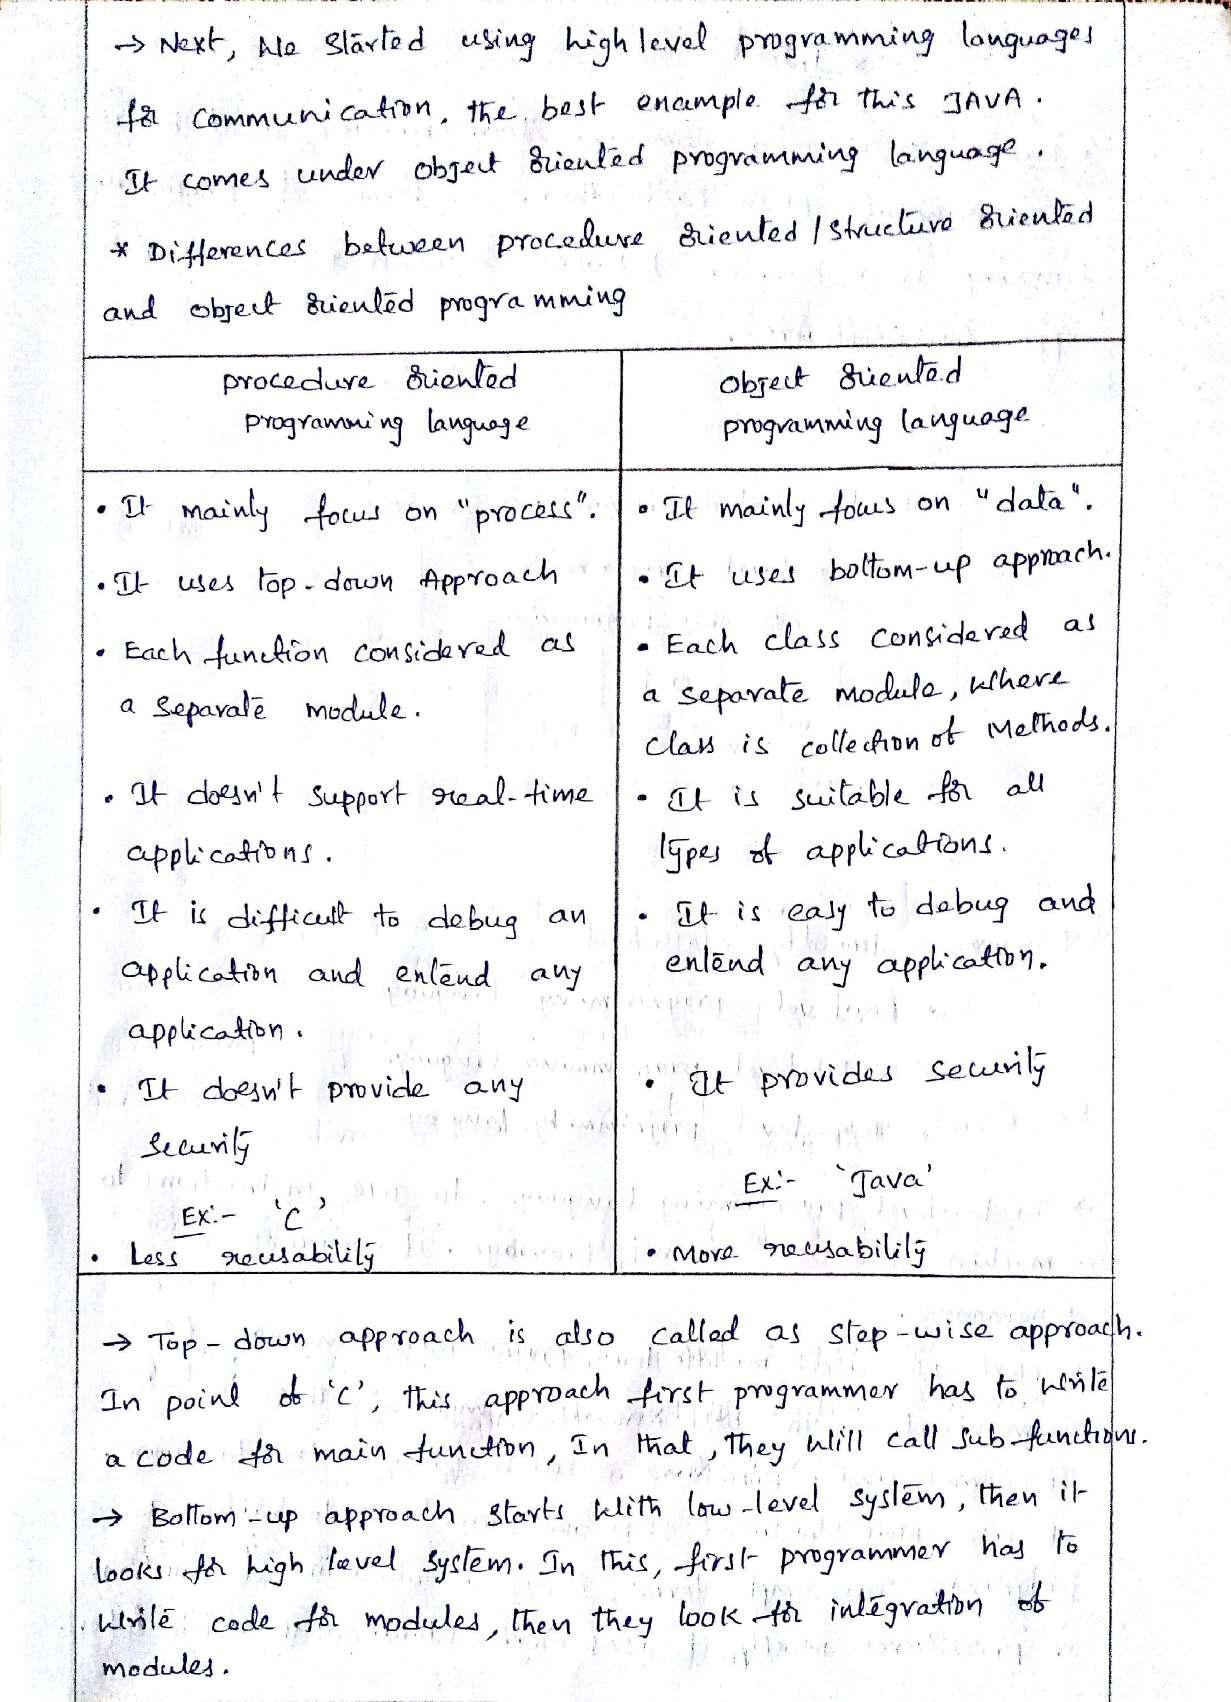 → Next, We Started using high level programming languages
for communication, the best example for this JAVA.
It comes under object oriented programming language.
* Differences between procedure oriented / structure oriented
and object oriented programming
procedure oriented
programming language
object oriented
programming language
• It mainly focus on "process".
• It uses top-down Approach
• Each function considered as
a separate module.
• It doesn't support real-time
applications.
• It is difficult to debug an
application and extend any
application.
• It doesn't provide any
security
Ex:- 'C'
• Less reusability
• It mainly focus on "data".
• It uses bottom-up approach.
• Each class considered as
a separate module, where
class is collection of Methods.
• It is suitable for all
types of applications.
• It is easy to debug and
extend any application.
• It provides security
Ex:- 'Java'
• More reusability
→ Top-down approach is also called as step-wise approach.
In point of 'C', this approach first programmer has to write
a code for main function, In that, they will call sub-functions.
→ Bottom-up approach starts with low-level system, then it
looks for high level system. In this, first programmer has to
write code for modules, then they look for integration of
modules.